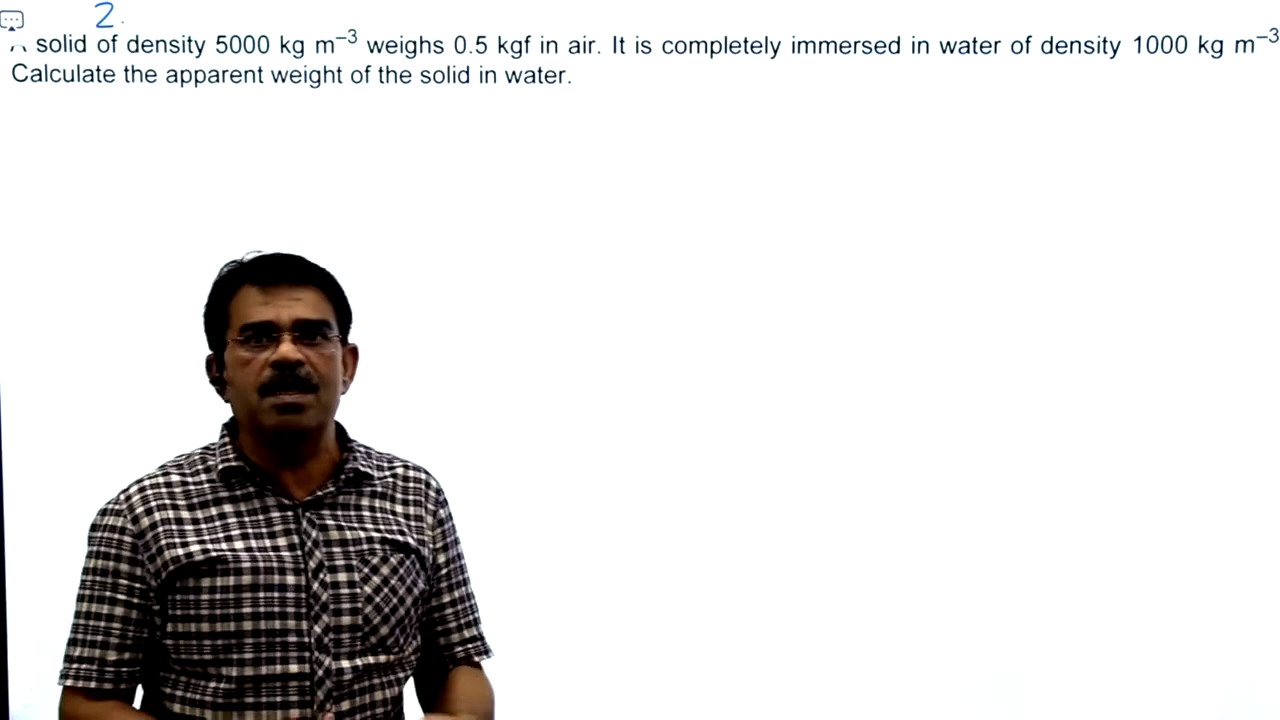 2.
solid of density 5000 kg m⁻³ weighs 0.5 kgf in air. It is completely immersed in water of density 1000 kg m⁻³
Calculate the apparent weight of the solid in water.